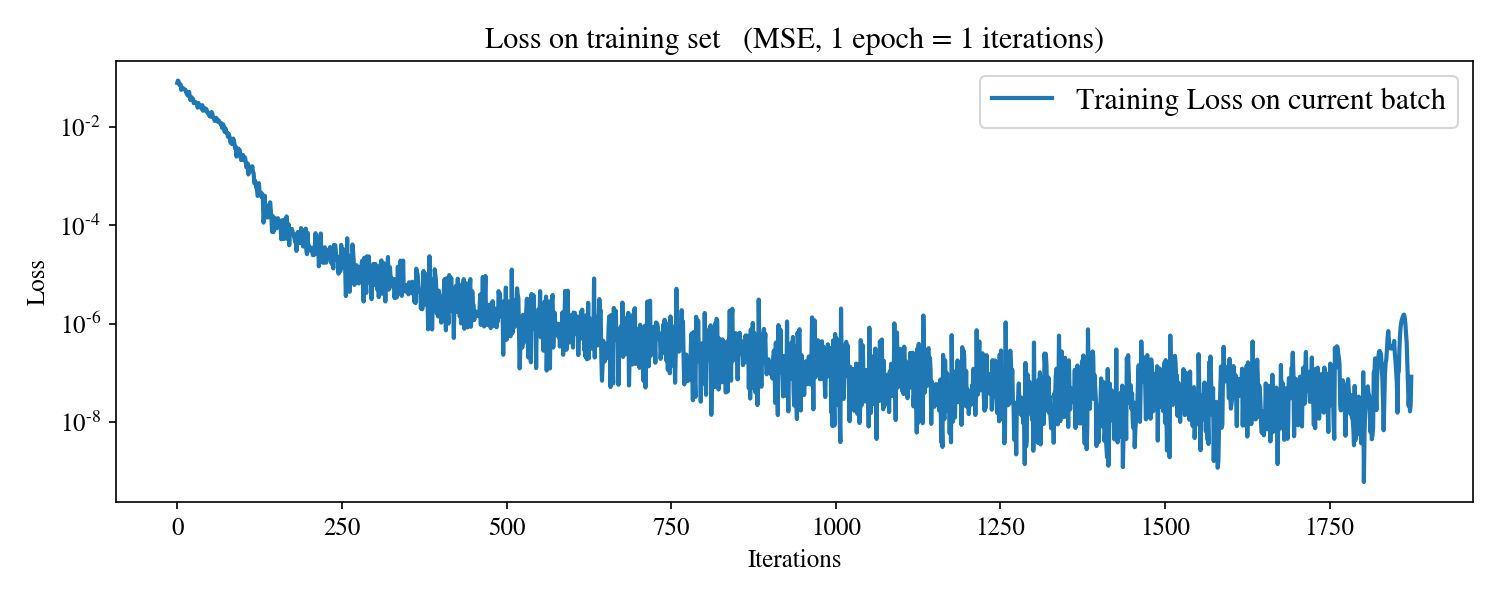 Loss on training set (MSE, 1 epoch = 1 iterations)
Training Loss on current batch
Loss
10^-2
10^-4
10^-6
10^-8
0 250 500 750 1000 1250 1500 1750
Iterations